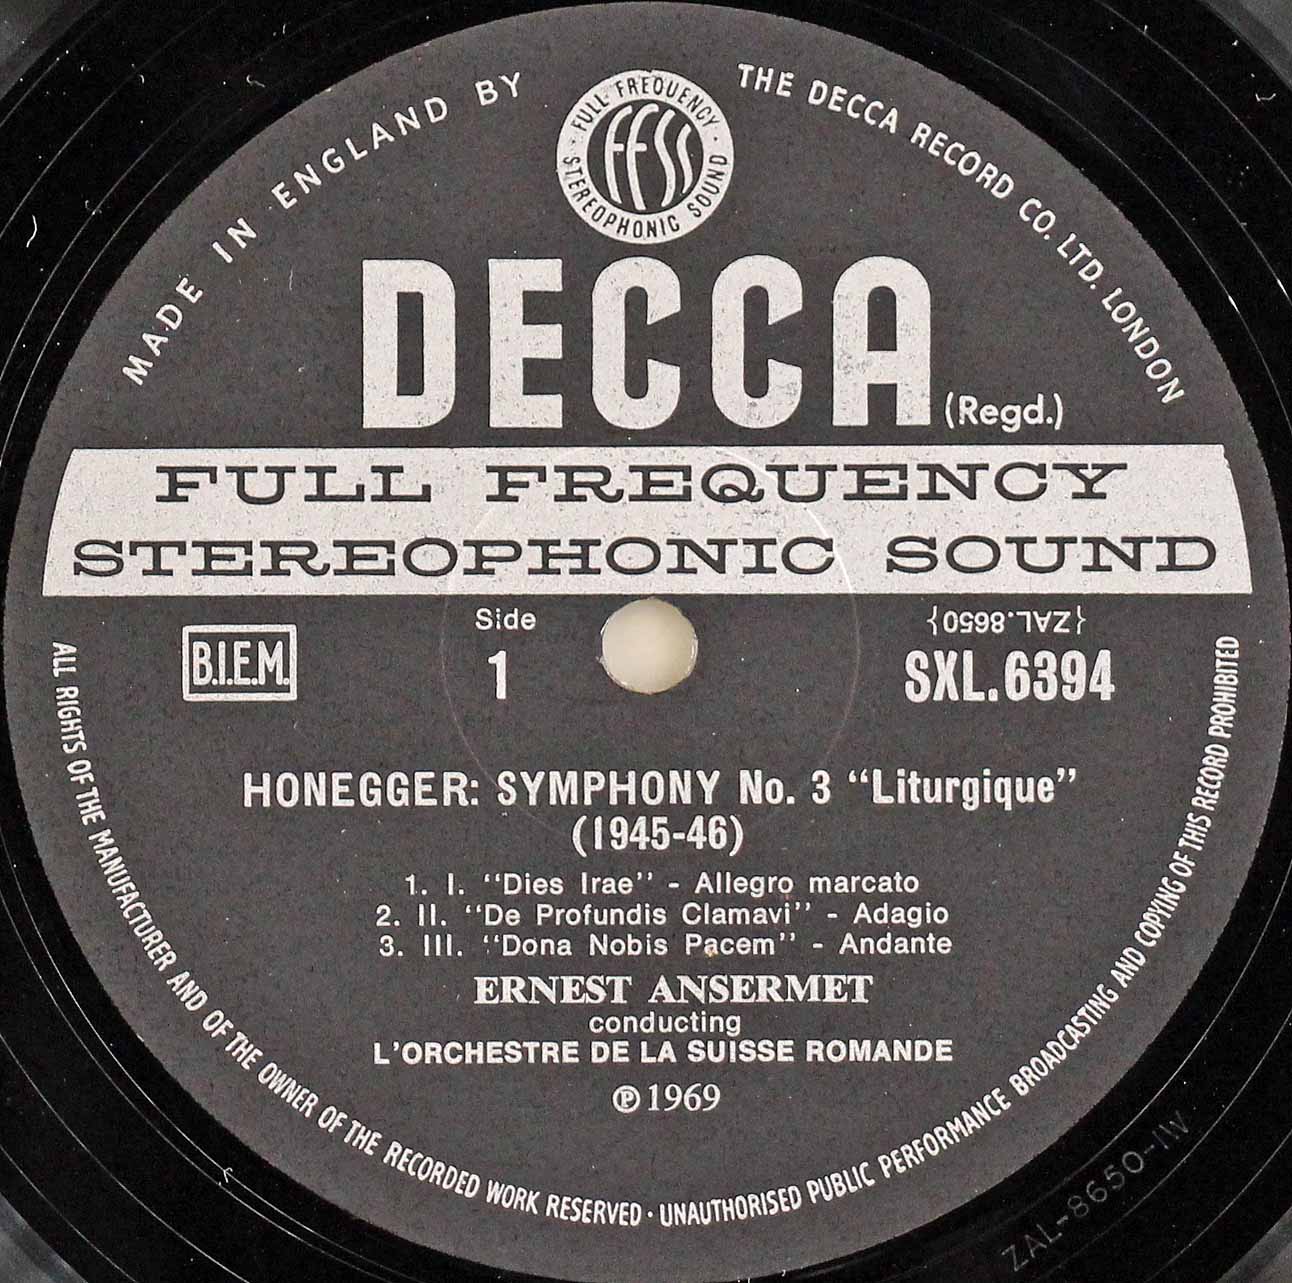 MADE IN ENGLAND BY
THE DECCA RECORD CO. LTD. LONDON
FULL FREQUENCY · STEREOPHONIC SOUND ·
FFSS
DECCA (Regd.)
FULL FREQUENCY
STEREOPHONIC SOUND
B.I.E.M.
Side
1
{ZAL.8650}
SXL.6394
HONEGGER: SYMPHONY No. 3 “Liturgique”
(1945-46)
1. I. “Dies Irae” - Allegro marcato
2. II. “De Profundis Clamavi” - Adagio
3. III. “Dona Nobis Pacem” - Andante
ERNEST ANSERMET
conducting
L'ORCHESTRE DE LA SUISSE ROMANDE
℗ 1969
ALL RIGHTS OF THE MANUFACTURER AND OF THE OWNER OF THE RECORDED WORK RESERVED · UNAUTHORISED PUBLIC PERFORMANCE BROADCASTING AND COPYING OF THIS RECORD PROHIBITED
ZAL-8650-11W